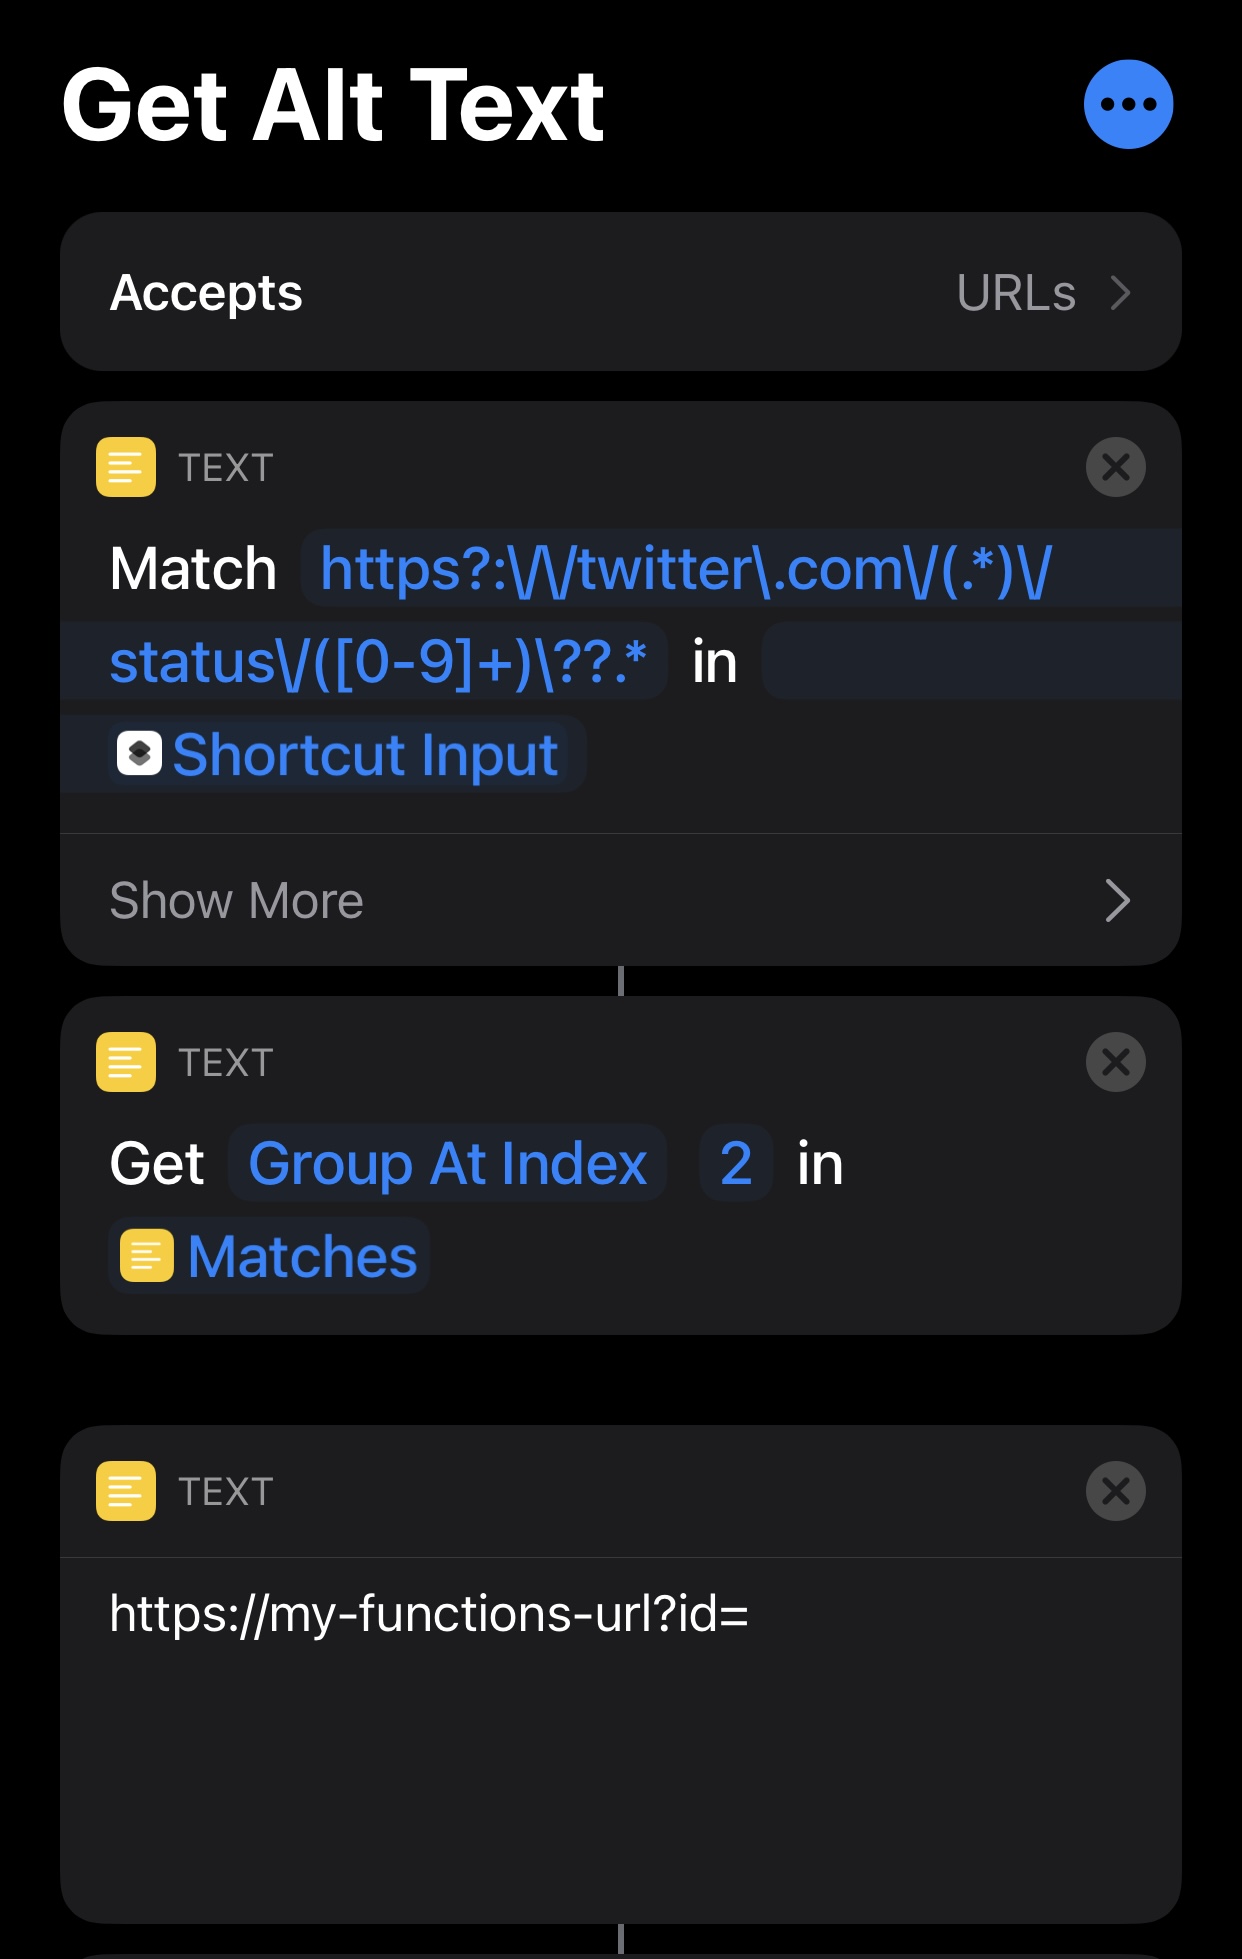 Get Alt Text
Accepts URLs
TEXT
Match https?:\/\/twitter\.com\/(.*)\/
status\/([0-9]+)\??.* in
Shortcut Input
Show More
TEXT
Get Group At Index 2 in
Matches
TEXT
https://my-functions-url?id=